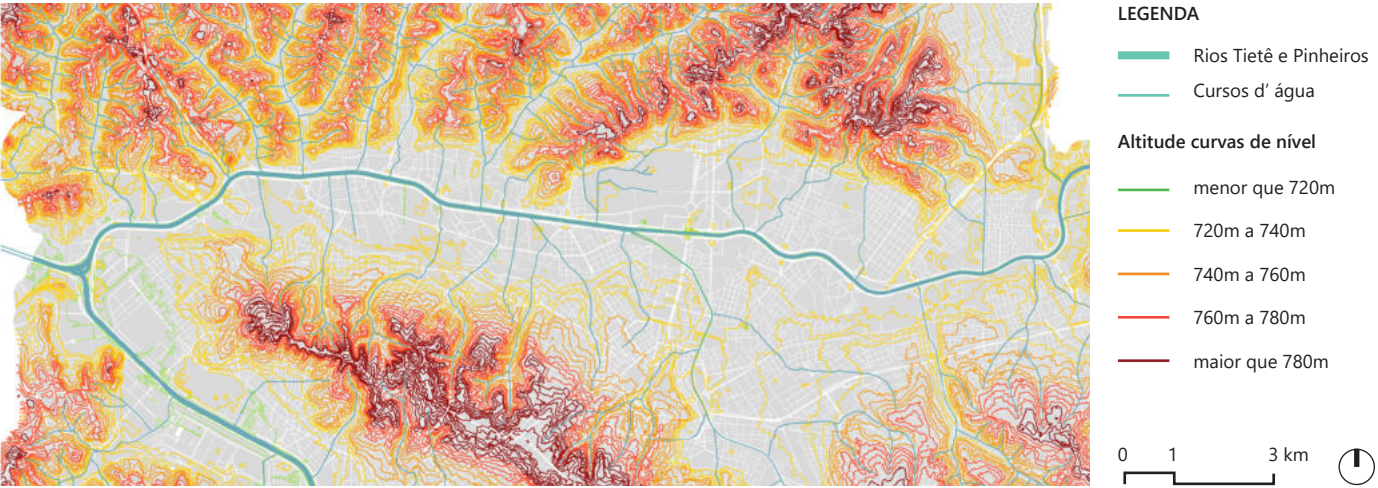 LEGENDA
Rios Tietê e Pinheiros
Cursos d' água
Altitude curvas de nível
menor que 720m
720m a 740m
740m a 760m
760m a 780m
maior que 780m
0 1 3 km